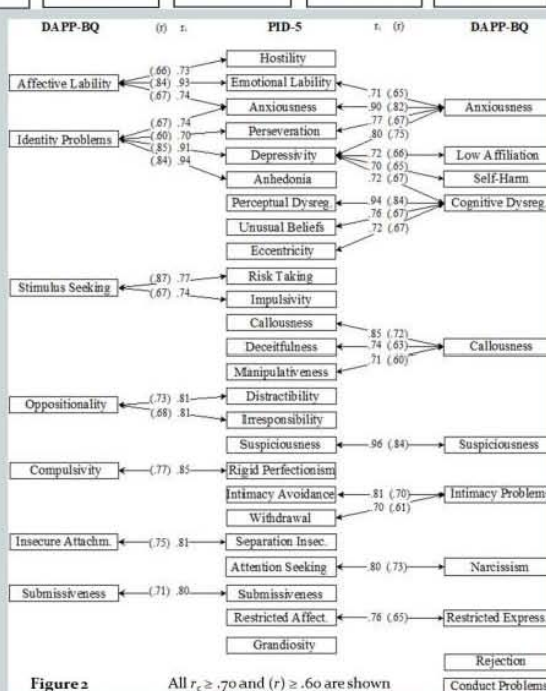 DAPP-BQ (r) rc PID-5 rc (r) DAPP-BQ
Hostility
(.66) .73
Affective Lability (.84) .93 Emotional Lability
(.67) .74 .71 (.65)
Anxiousness .90 (.82) Anxiousness
(.67) .74 .77 (.67)
Identity Problems (.60) .70 Perseveration .80 (.75)
(.85) .91 Depressivity .72 (.66) Low Affiliation
(.84) .94 .70 (.65)
Anhedonia .72 (.67) Self-Harm
Perceptual Dysreg. .94 (.84) Cognitive Dysreg.
.76 (.67)
Unusual Beliefs .72 (.67)
Eccentricity
Stimulus Seeking (.87) .77 Risk Taking
(.67) .74 Impulsivity
Callousness
.85 (.72)
Deceitfulness .74 (.63) Callousness
.71 (.60)
Manipulativeness
Oppositionality (.73) .81 Distractibility
(.68) .81 Irresponsibility
Suspiciousness .96 (.84) Suspiciousness
Compulsivity (.77) .85 Rigid Perfectionism
Intimacy Avoidance .81 (.70) Intimacy Problem
.70 (.61)
Withdrawal
Insecure Attachm. (.75) .81 Separation Insec.
Attention Seeking .80 (.73) Narcissism
Submissiveness (.71) .80 Submissiveness
Restricted Affect. .76 (.65) Restricted Express.
Grandiosity
Rejection
Figure 2 All rc ≥ .70 and (r) ≥ .60 are shown Conduct Problems